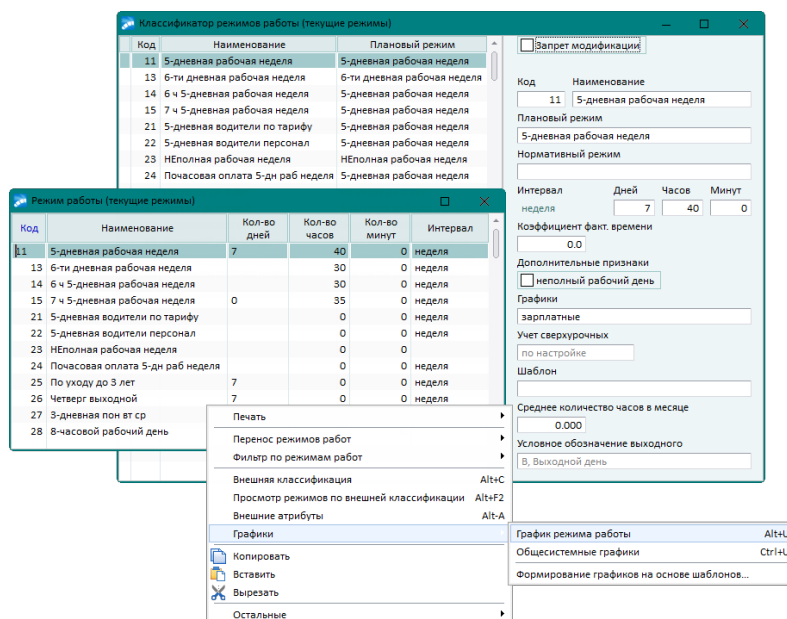 Классификатор режимов работы (текущие режимы)
Код Наименование Плановый режим
11 5-дневная рабочая неделя 5-дневная рабочая неделя
13 6-ти дневная рабочая неделя 6-ти дневная рабочая неделя
14 6 ч 5-дневная рабочая неделя 5-дневная рабочая неделя
15 7 ч 5-дневная рабочая неделя 5-дневная рабочая неделя
21 5-дневная водители по тарифу 5-дневная рабочая неделя
22 5-дневная водители персонал 5-дневная рабочая неделя
23 НЕполная рабочая неделя НЕполная рабочая неделя
24 Почасовая оплата 5-дн раб неделя 5-дневная рабочая неделя
Запрет модификации
Код Наименование
11 5-дневная рабочая неделя
Плановый режим
5-дневная рабочая неделя
Нормативный режим
Интервал Дней Часов Минут
неделя 7 40 0
Коэффициент факт. времени
0.0
Дополнительные признаки
неполный рабочий день
Графики
зарплатные
Учет сверхурочных
по настройке
Шаблон
Среднее количество часов в месяце
0.000
Условное обозначение выходного
В, Выходной день
Режим работы (текущие режимы)
Код Наименование Кол-во дней Кол-во часов Кол-во минут Интервал
11 5-дневная рабочая неделя 7 40 0 неделя
13 6-ти дневная рабочая неделя 30 0 неделя
14 6 ч 5-дневная рабочая неделя 30 0 неделя
15 7 ч 5-дневная рабочая неделя 0 35 0 неделя
21 5-дневная водители по тарифу 0 0 неделя
22 5-дневная водители персонал 0 0 неделя
23 НЕполная рабочая неделя 0 0
24 Почасовая оплата 5-дн раб неделя 0 0 неделя
25 По уходу до 3 лет 7 0 0 неделя
26 Четверг выходной 7 0 0 неделя
27 3-дневная пон вт ср
28 8-часовой рабочий день
Печать
Перенос режимов работ
Фильтр по режимам работ
Внешняя классификация Alt+C
Просмотр режимов по внешней классификации Alt+F2
Внешние атрибуты Alt-A
Графики
Копировать
Вставить
Вырезать
Остальные
График режима работы Alt+U
Общесистемные графики Ctrl+U
Формирование графиков на основе шаблонов...